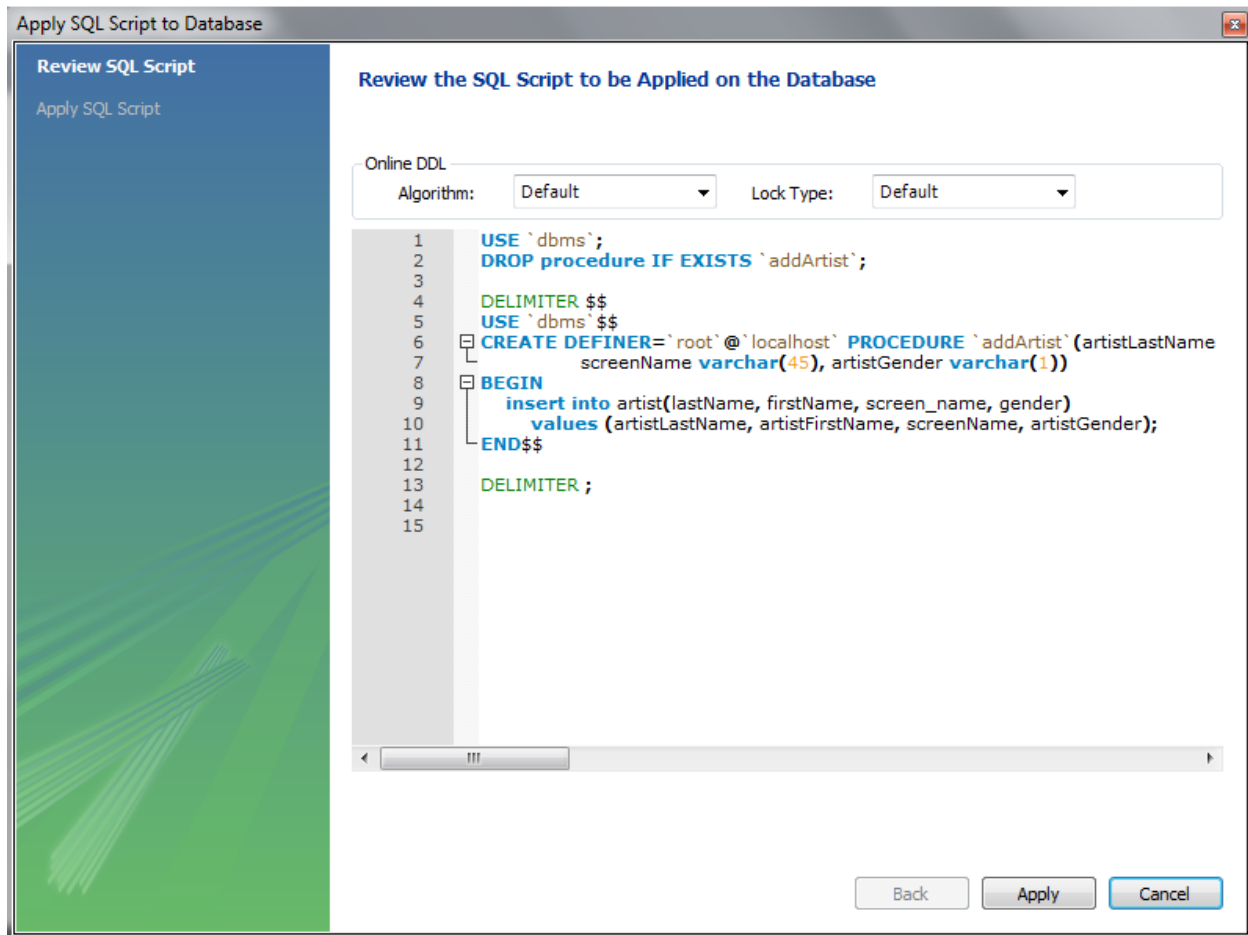 Apply SQL Script to Database
Review SQL Script
Apply SQL Script
Review the SQL Script to be Applied on the Database
Online DDL
Algorithm: Default Lock Type: Default
1 USE `dbms`;
2 DROP procedure IF EXISTS `addArtist`;
3
4 DELIMITER $$
5 USE `dbms`$$
6 CREATE DEFINER=`root`@`localhost` PROCEDURE `addArtist`(artistLastName
7 screenName varchar(45), artistGender varchar(1))
8 BEGIN
9 insert into artist(lastName, firstName, screen_name, gender)
10 values (artistLastName, artistFirstName, screenName, artistGender);
11 END$$
12
13 DELIMITER ;
14
15
Back Apply Cancel